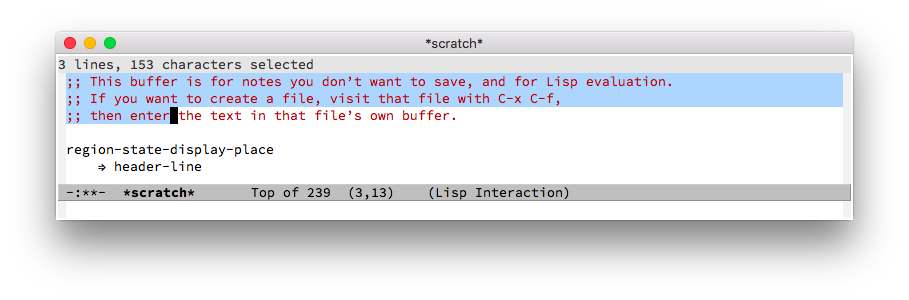 *scratch*
3 lines, 153 characters selected
;; This buffer is for notes you don’t want to save, and for Lisp evaluation.
;; If you want to create a file, visit that file with C-x C-f,
;; then enter the text in that file’s own buffer.
region-state-display-place
⇒ header-line
-:**-  *scratch*       Top of 239  (3,13)    (Lisp Interaction)